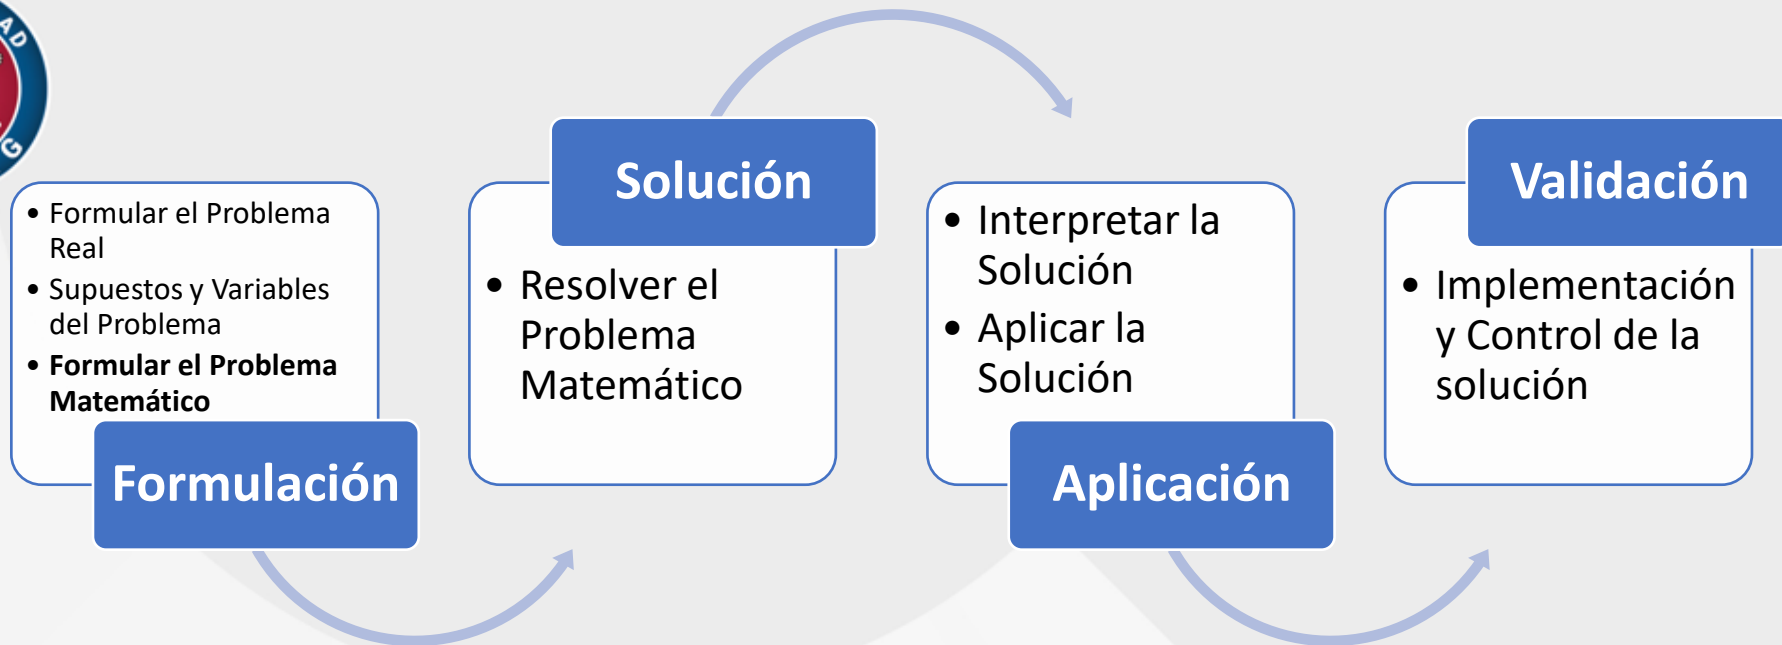 • Formular el Problema
Real
• Supuestos y Variables
del Problema
• Formular el Problema
Matemático
Formulación
Solución
• Resolver el
Problema
Matemático
• Interpretar la
Solución
• Aplicar la
Solución
Aplicación
Validación
• Implementación
y Control de la
solución